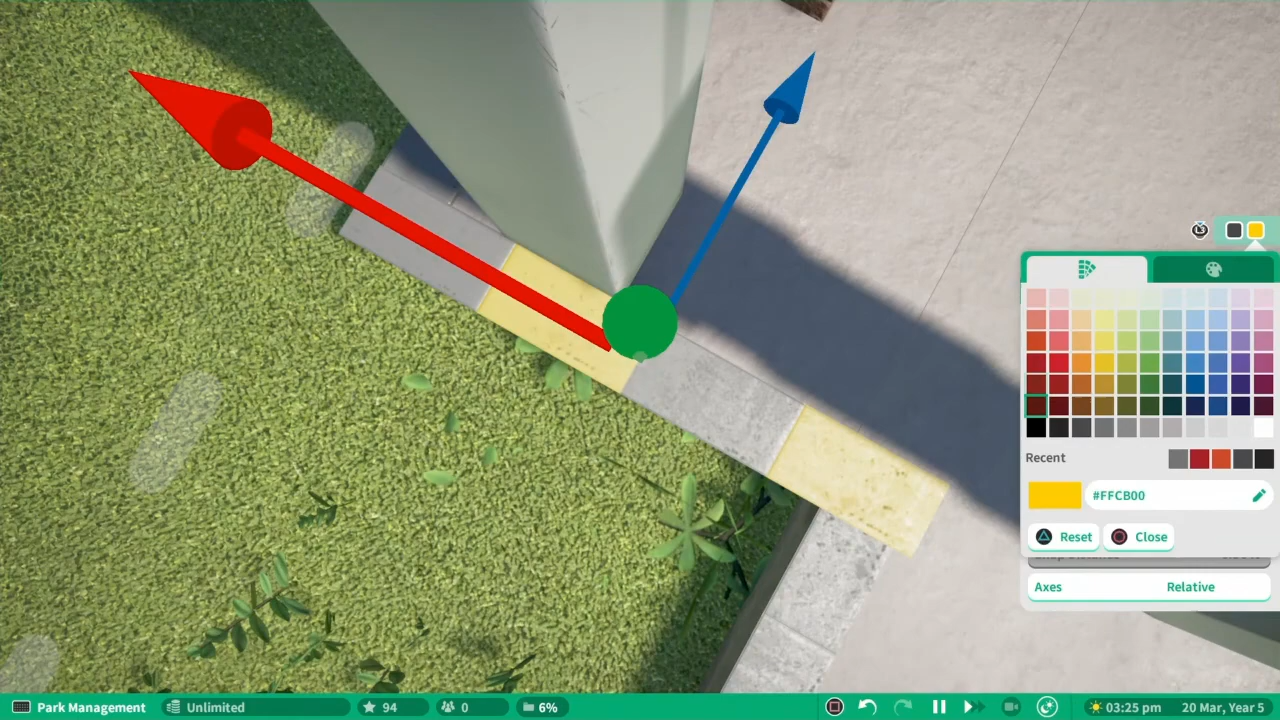 L3
Recent
#FFCB00
Reset
Close
Axes Relative
Park Management
Unlimited
94
0
6%
03:25 pm
20 Mar, Year 5